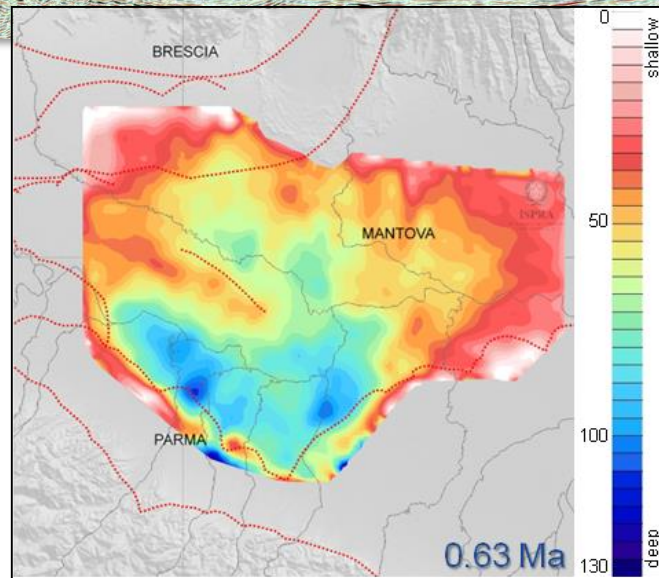 BRESCIA
MANTOVA
ISPRA
PARMA
0.63 Ma
0
shallow
50
100
130
deep